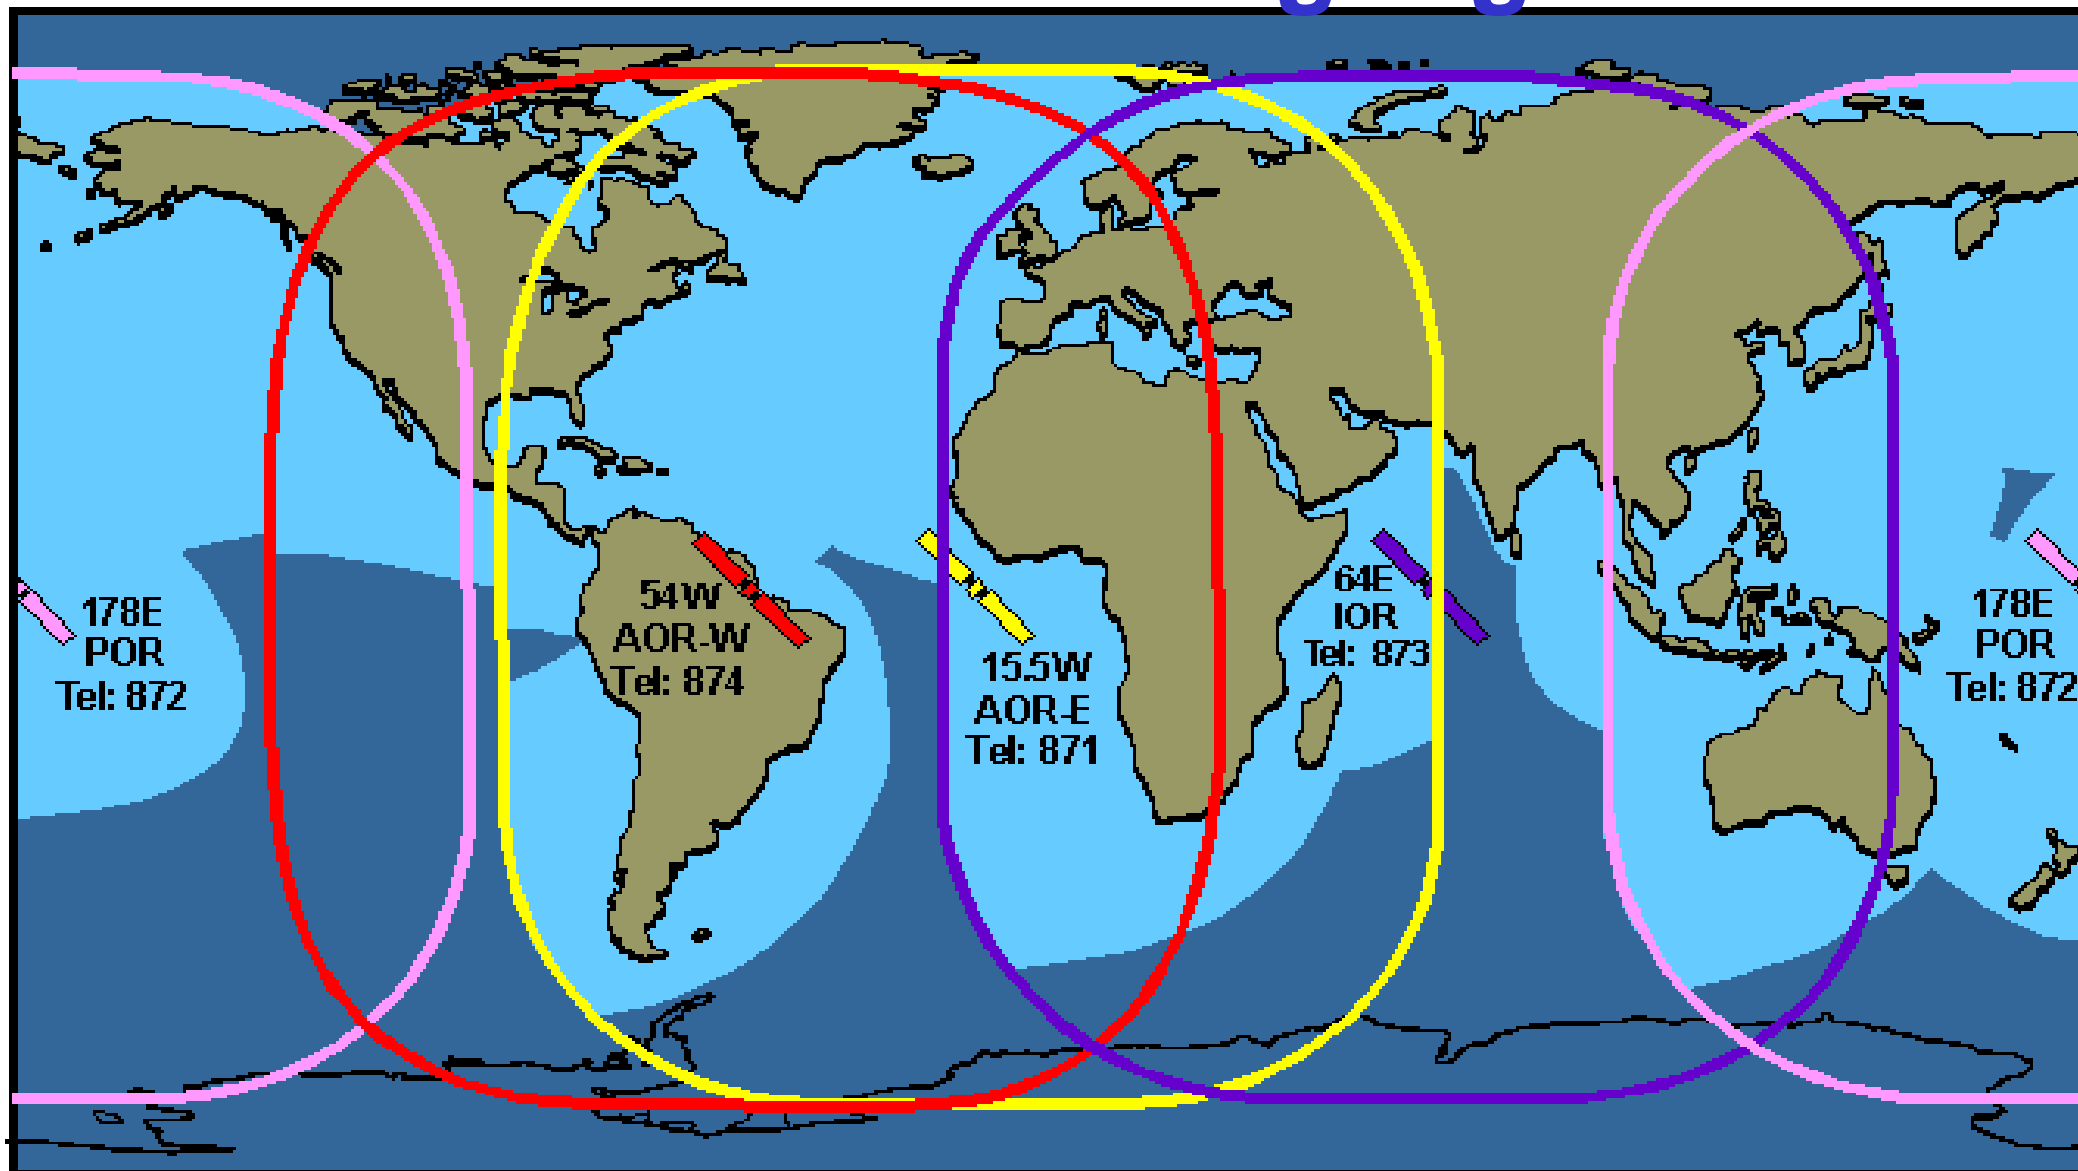 178E
POR
Tel: 872
54W
AOR-W
Tel: 874
15.5W
AOR-E
Tel: 871
64E
IOR
Tel: 873
178E
POR
Tel: 872